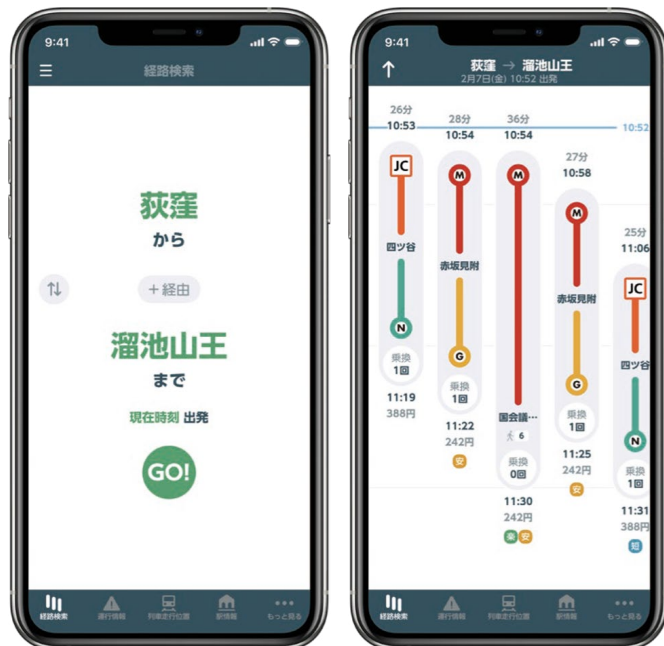 9:41
経路検索
荻窪
から
+経由
溜池山王
まで
現在時刻 出発
GO!
経路検索
運行情報
列車走行位置
駅情報
もっと見る
9:41
荻窪 → 溜池山王
2月7日(金) 10:52 出発
10:52
26分
10:53
JC
四ツ谷
N
乗換
1回
11:19
388円
28分
10:54
M
赤坂見附
G
乗換
1回
11:22
242円
安
36分
10:54
M
国会議…
6
乗換
0回
11:30
242円
楽 安
27分
10:58
M
赤坂見附
G
乗換
1回
11:25
242円
安
25分
11:06
JC
四ツ谷
N
乗換
1回
11:31
388円
短
経路検索
運行情報
列車走行位置
駅情報
もっと見る